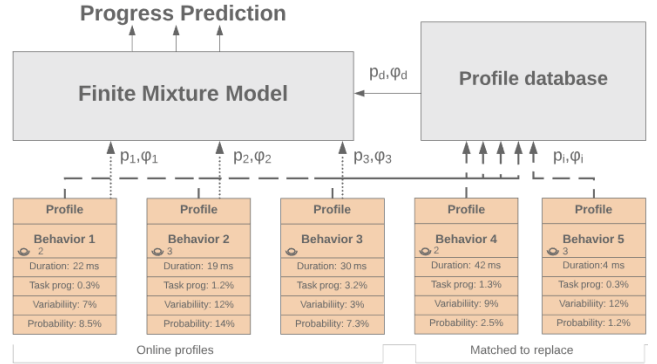 Progress Prediction
Finite Mixture Model
Profile database
p_d,φ_d
p₁,φ₁
p₂,φ₂
p₃,φ₃
pᵢ,φᵢ
Profile
Behavior 1
2
Duration: 22 ms
Task prog: 0.3%
Variability: 7%
Probability: 8.5%
Profile
Behavior 2
3
Duration: 19 ms
Task prog: 1.2%
Variability: 12%
Probability: 14%
Profile
Behavior 3
Duration: 30 ms
Task prog: 3.2%
Variability: 3%
Probability: 7.3%
Profile
Behavior 4
2
Duration: 42 ms
Task prog: 1.3%
Variability: 9%
Probability: 2.5%
Profile
Behavior 5
3
Duration:4 ms
Task prog: 0.3%
Variability: 12%
Probability: 1.2%
Online profiles
Matched to replace